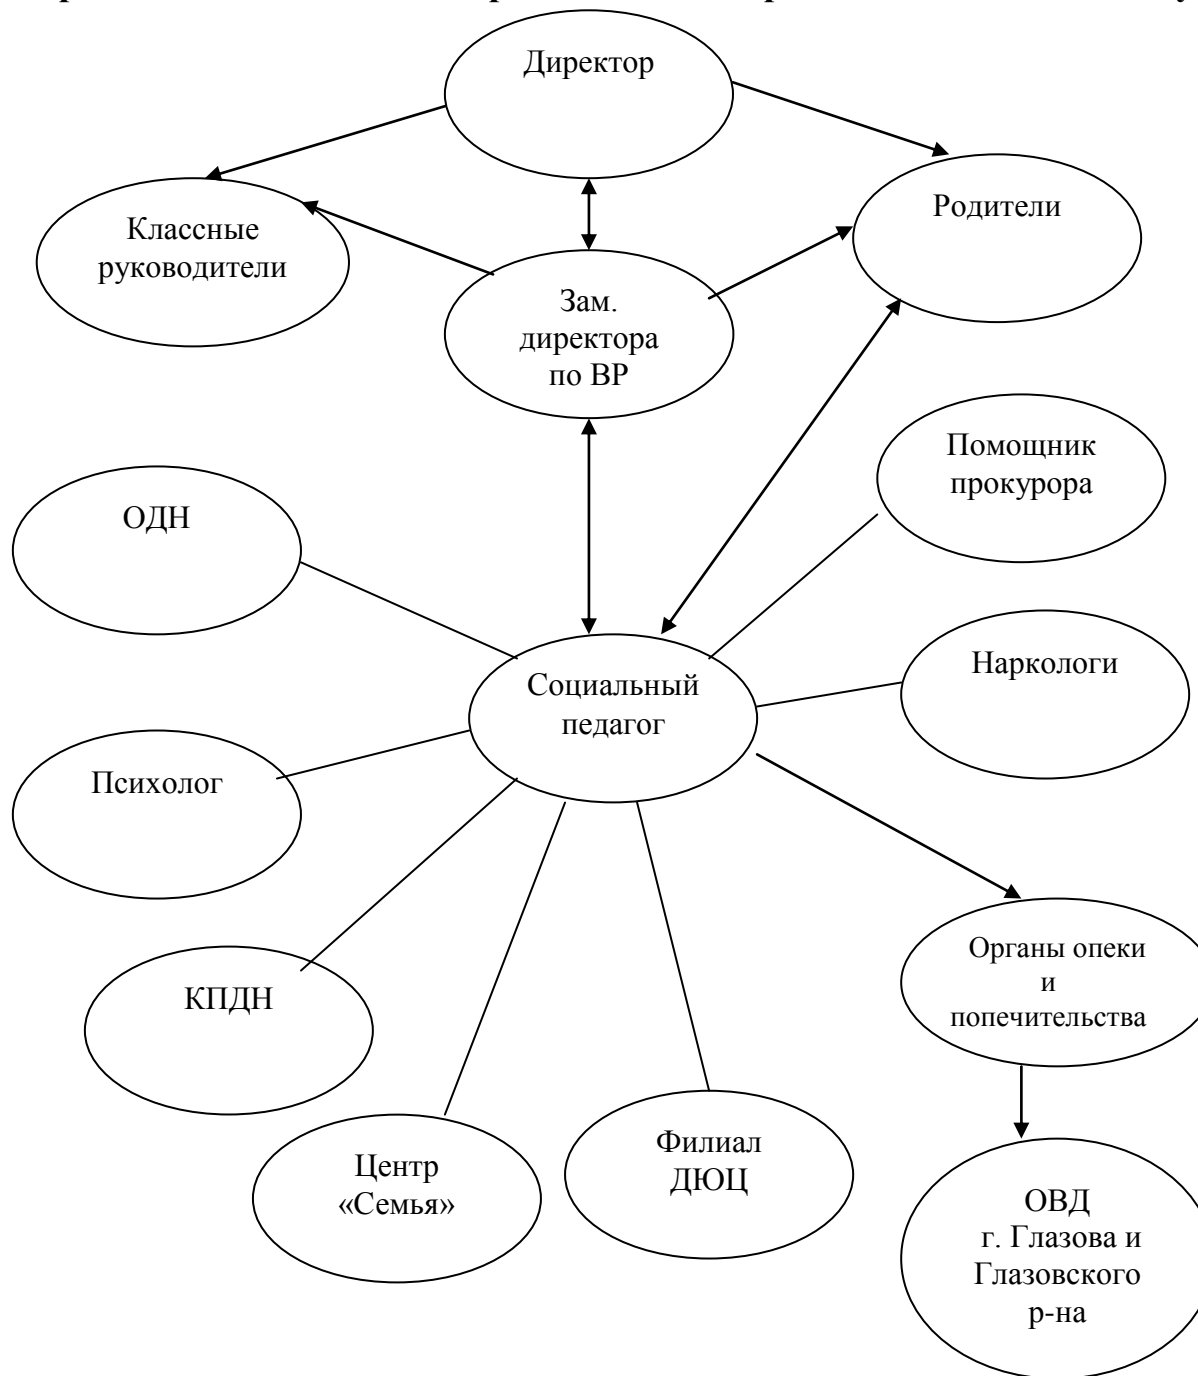 Директор
Классные
руководители
Родители
Зам.
директора
по ВР
Помощник
прокурора
ОДН
Социальный
педагог
Наркологи
Психолог
Органы опеки
и
попечительства
КПДН
Центр
«Семья»
Филиал
ДЮЦ
ОВД
г. Глазова и
Глазовского
р-на